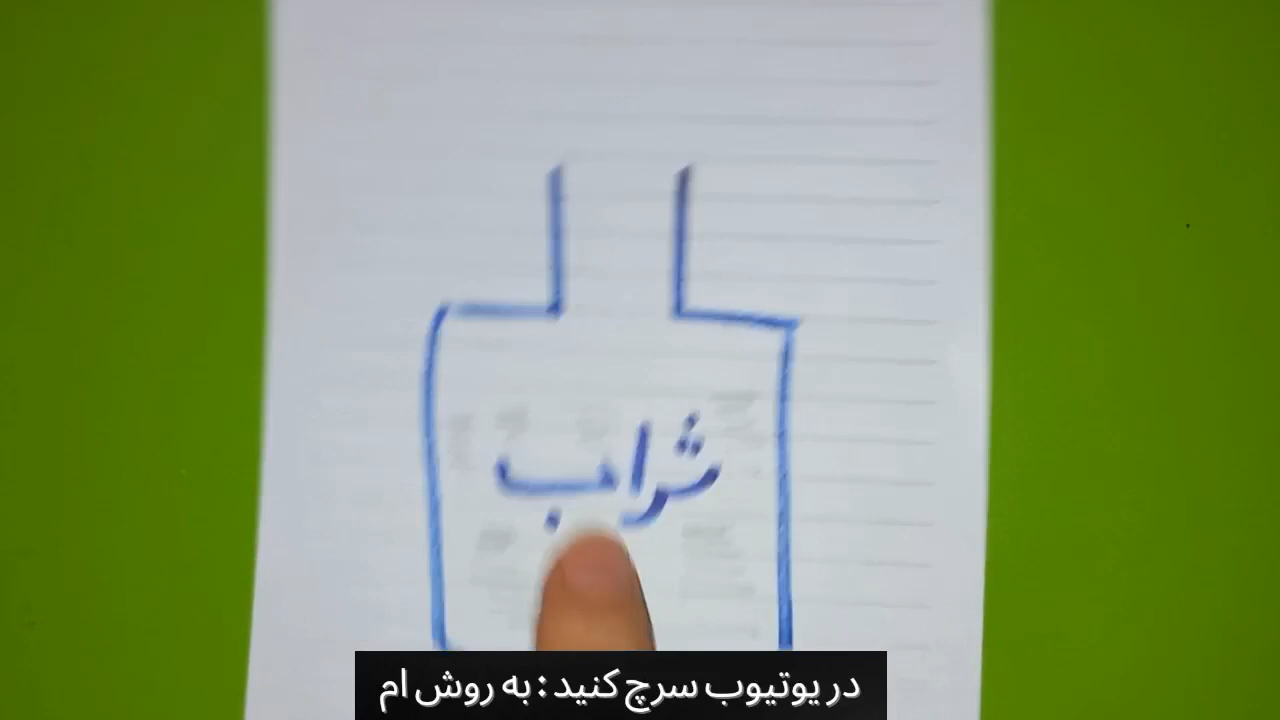 شراب
در یوتیوب سرچ کنید : به روش ام